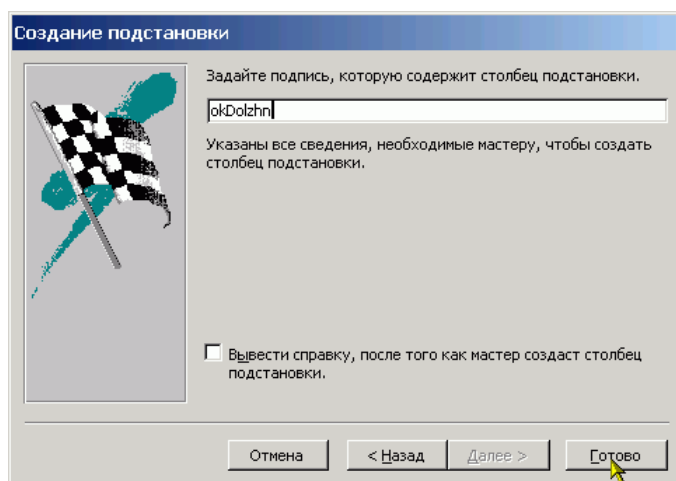 Создание подстановки
Задайте подпись, которую содержит столбец подстановки.
okDolzhn
Указаны все сведения, необходимые мастеру, чтобы создать
столбец подстановки.
Вывести справку, после того как мастер создаст столбец
подстановки.
Отмена
< Назад
Далее >
Готово